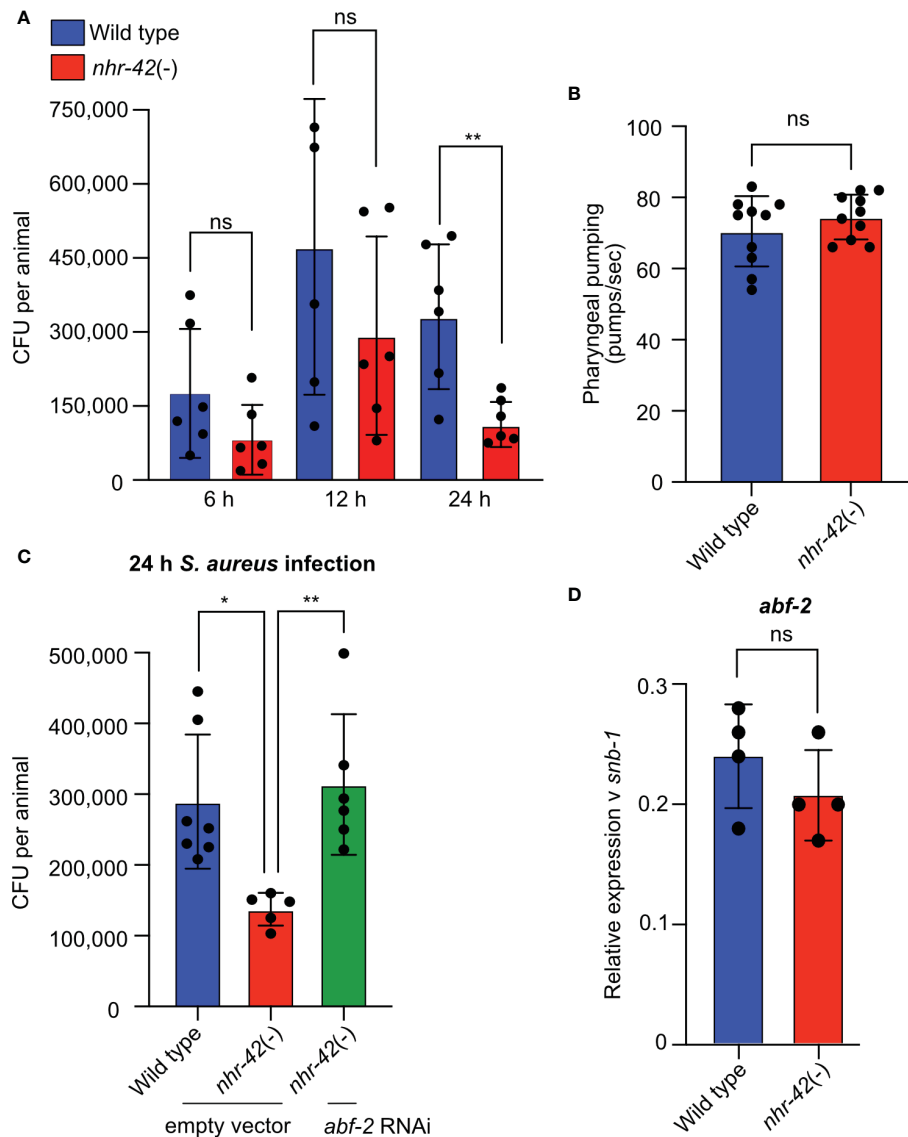 A
Wild type
nhr-42(-)
ns
ns
**
CFU per animal
750,000
600,000
450,000
300,000
150,000
0
6 h
12 h
24 h
B
ns
Pharyngeal pumping
(pumps/sec)
100
80
60
40
20
0
Wild type
nhr-42(-)
C
24 h S. aureus infection
*
**
CFU per animal
500,000
400,000
300,000
200,000
100,000
0
Wild type
nhr-42(-)
nhr-42(-)
empty vector
abf-2 RNAi
D
abf-2
ns
Relative expression v snb-1
0.3
0.2
0.1
0
Wild type
nhr-42(-)